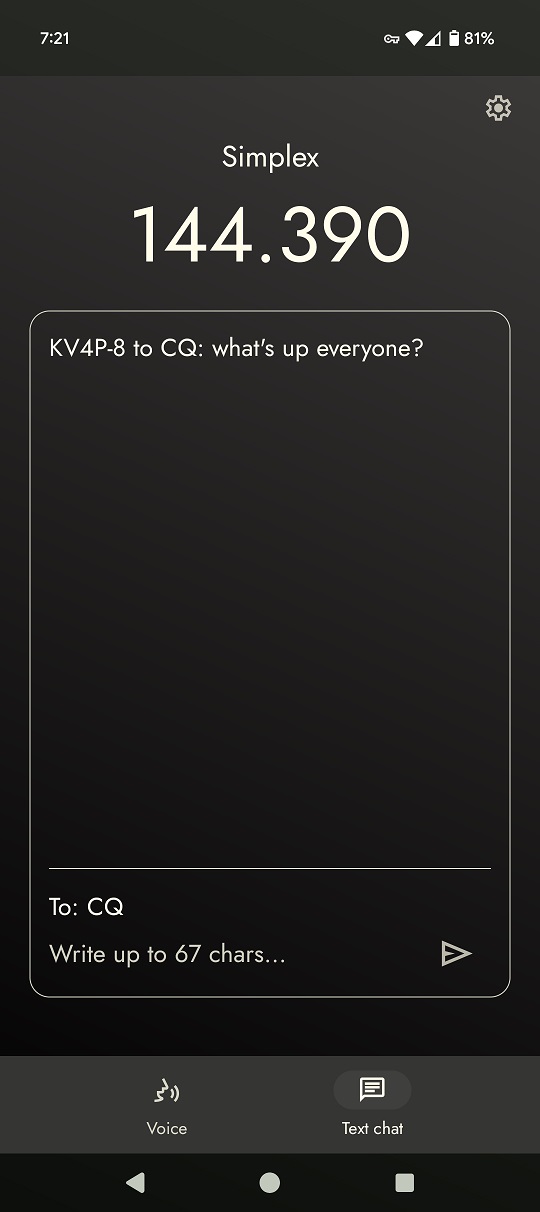 7:21
81%
Simplex
144.390
KV4P-8 to CQ: what's up everyone?
To: CQ
Write up to 67 chars...
Voice
Text chat